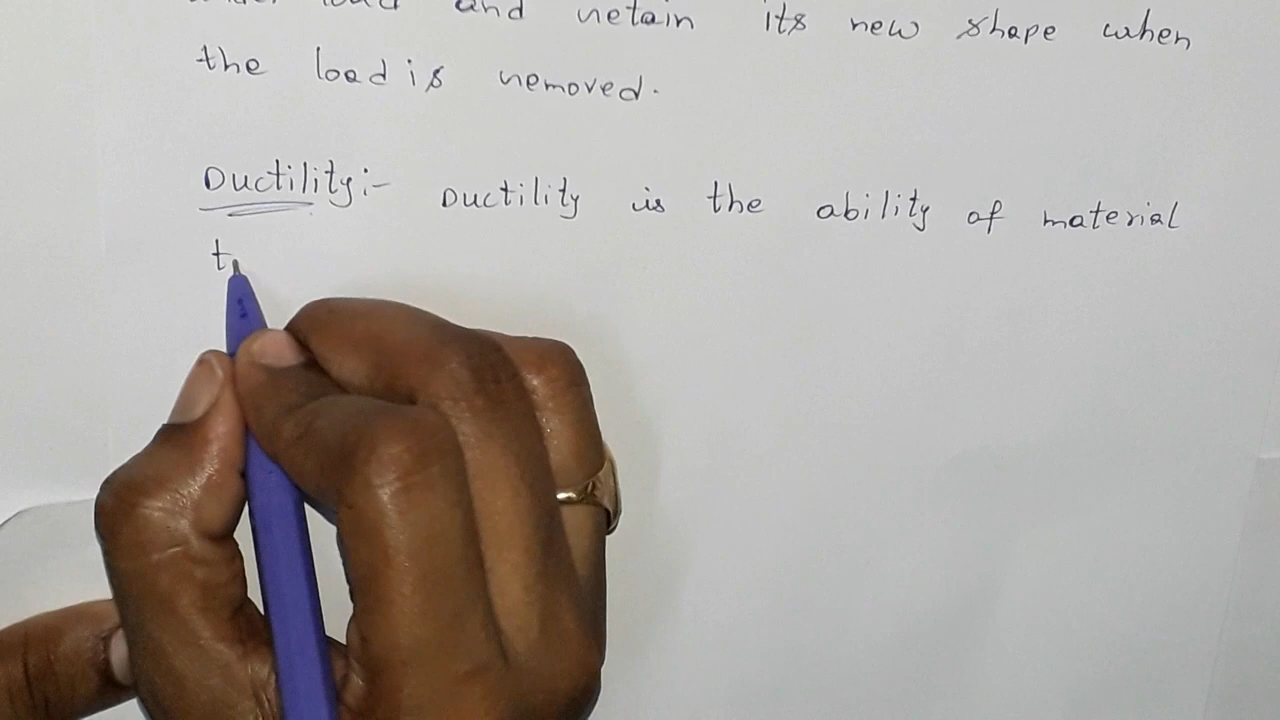 and retain its new shape when
the load is removed.
Ductility:- Ductility is the ability of material
t